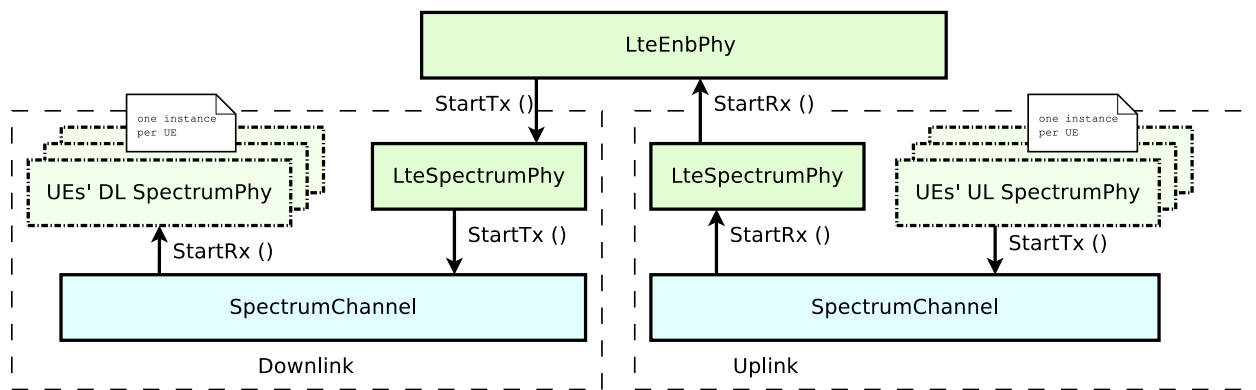 LteEnbPhy
StartTx ()
StartRx ()
one instance
per UE
one instance
per UE
UEs' DL SpectrumPhy
LteSpectrumPhy
LteSpectrumPhy
UEs' UL SpectrumPhy
StartRx ()
StartTx ()
StartRx ()
StartTx ()
SpectrumChannel
SpectrumChannel
Downlink
Uplink